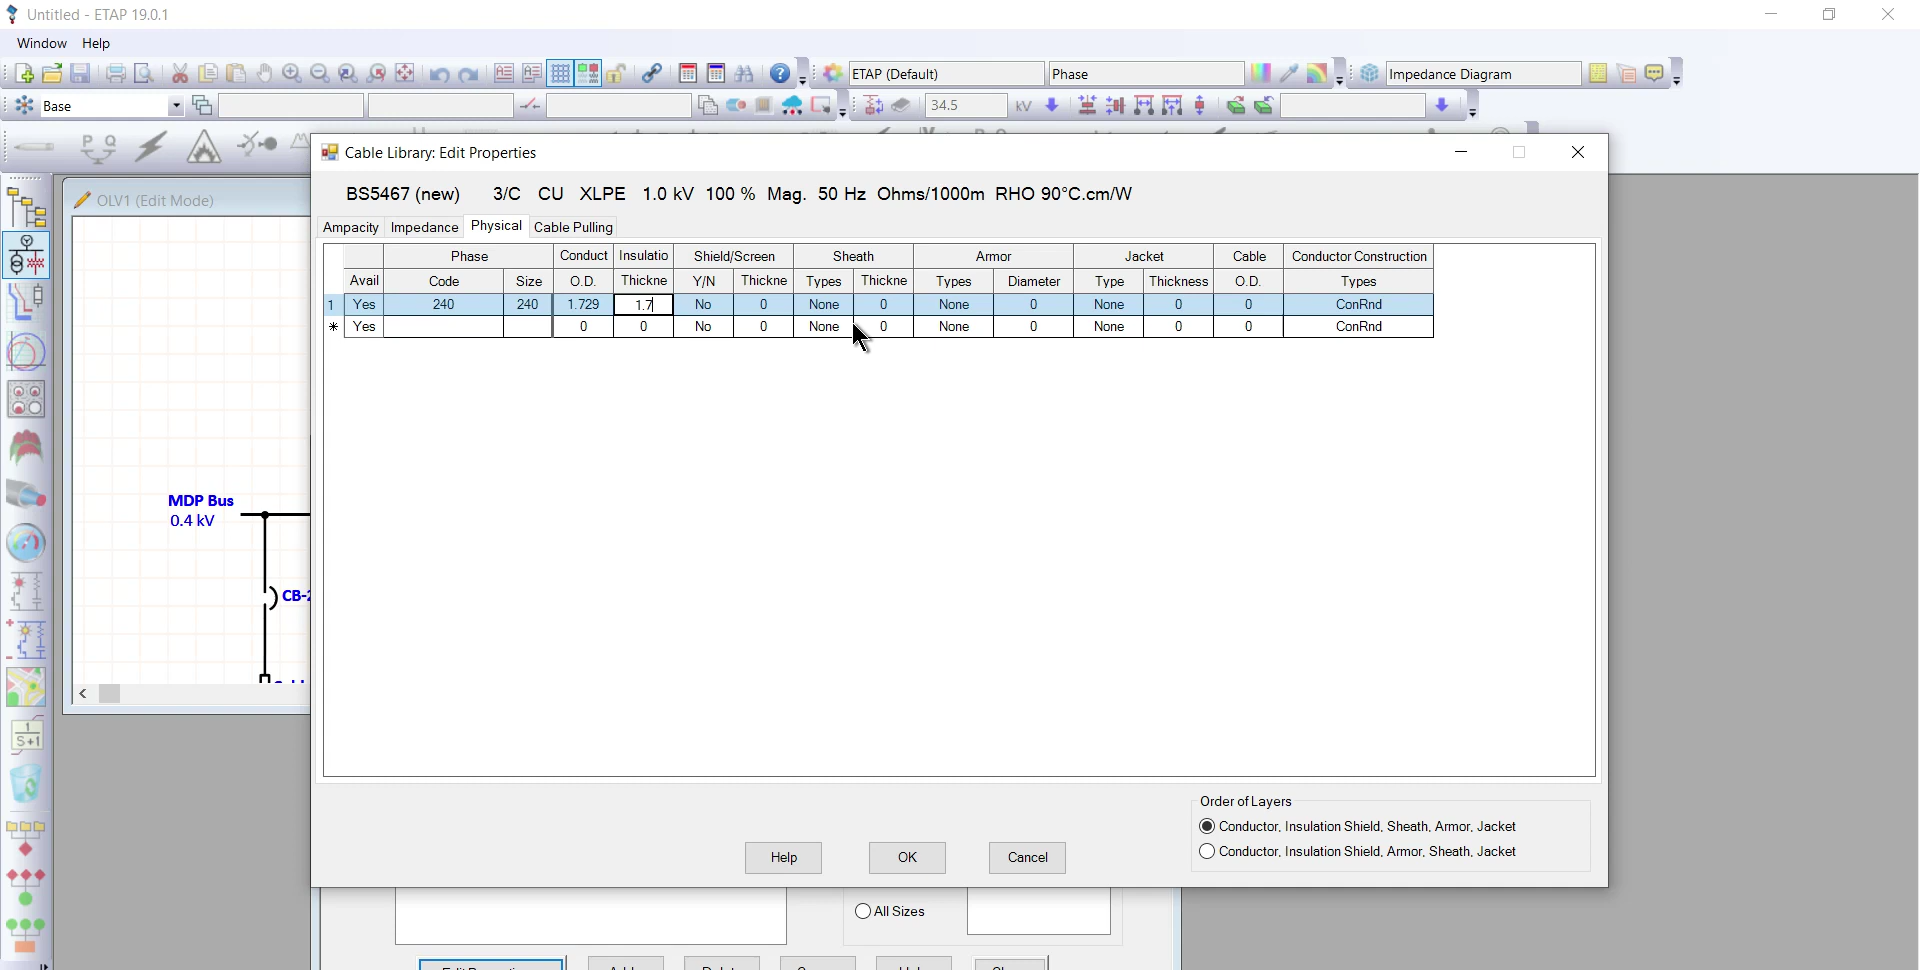 Untitled - ETAP 19.0.1
Window Help
ETAP (Default) Phase Impedance Diagram
Base 34.5 kV
P Q
Cable Library: Edit Properties
OLV1 (Edit Mode)
BS5467 (new) 3/C CU XLPE 1.0 kV 100 % Mag. 50 Hz Ohms/1000m RHO 90°C.cm/W
Ampacity Impedance Physical Cable Pulling
Phase Conduct Insulatio Shield/Screen Sheath Armor Jacket Cable Conductor Construction
Avail Code Size O.D. Thickne Y/N Thickne Types Thickne Types Diameter Type Thickness O.D. Types
1 Yes 240 240 1.729 1.7 No 0 None 0 None 0 None 0 0 ConRnd
* Yes 0 0 No 0 None 0 None 0 None 0 0 ConRnd
MDP Bus
0.4 kV
CB-2
1
S+1
Order of Layers
Conductor, Insulation Shield, Sheath, Armor, Jacket
Conductor, Insulation Shield, Armor, Sheath, Jacket
Help OK Cancel
All Sizes